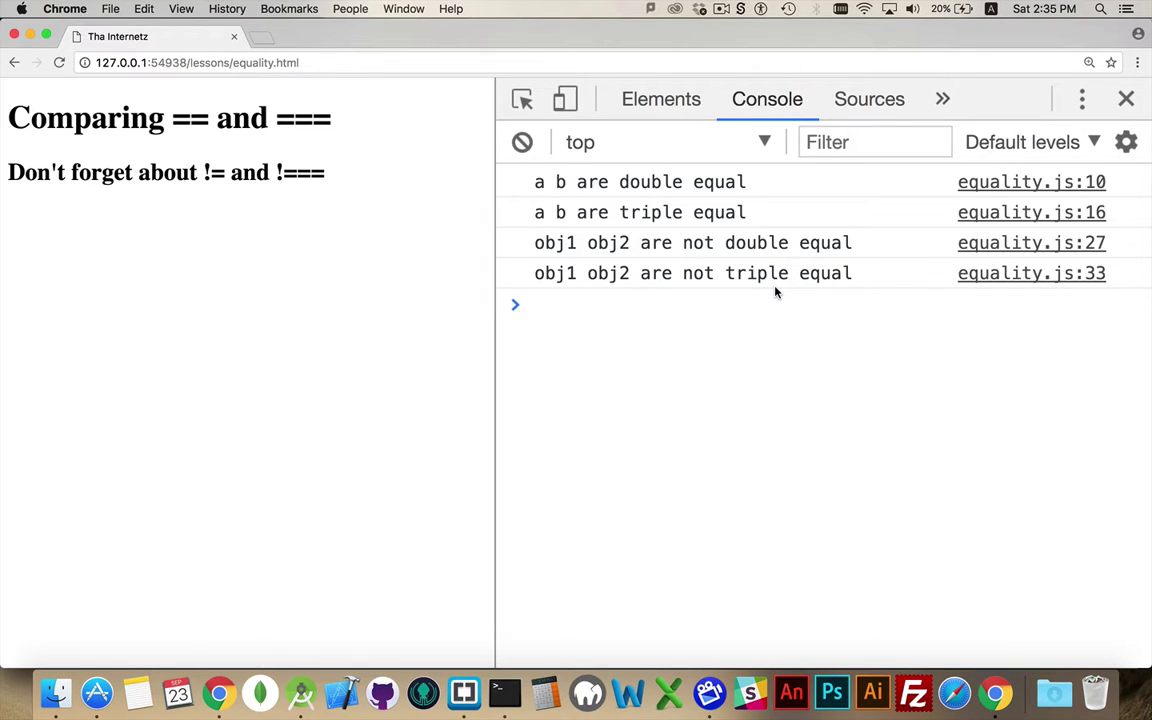 Chrome File Edit View History Bookmarks People Window Help 20% A Sat 2:35 PM
Tha Internetz
127.0.0.1:54938/lessons/equality.html
Comparing == and ===
Don't forget about != and !===
Elements Console Sources
top Filter Default levels
a b are double equal equality.js:10
a b are triple equal equality.js:16
obj1 obj2 are not double equal equality.js:27
obj1 obj2 are not triple equal equality.js:33
SEP
23
An Ps Ai Fz